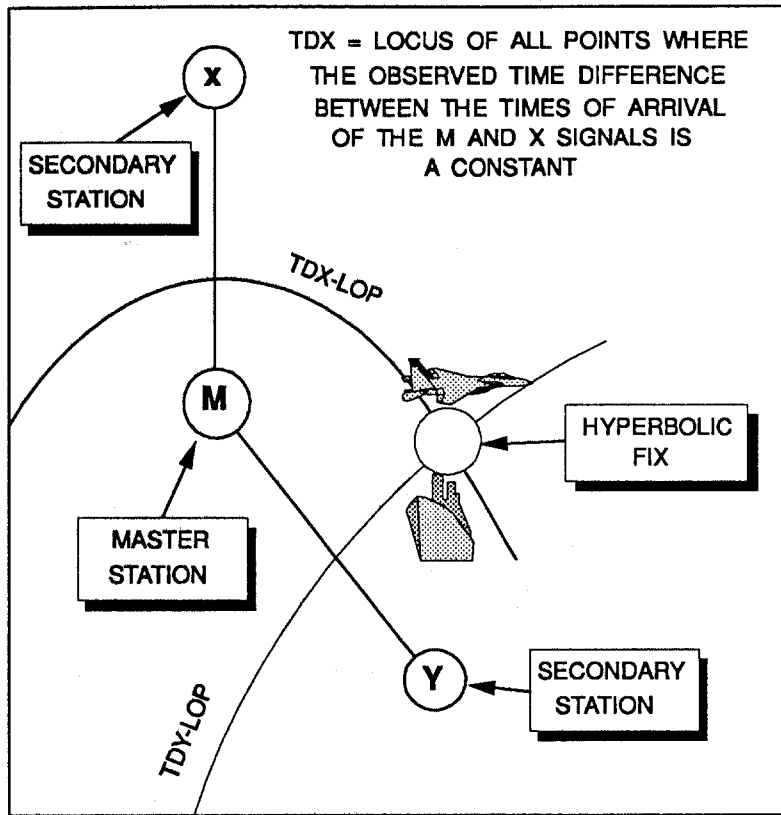 TDX = LOCUS OF ALL POINTS WHERE
THE OBSERVED TIME DIFFERENCE
BETWEEN THE TIMES OF ARRIVAL
OF THE M AND X SIGNALS IS
A CONSTANT
X
SECONDARY
STATION
TDX-LOP
M
HYPERBOLIC
FIX
MASTER
STATION
Y
SECONDARY
STATION
TDY-LOP